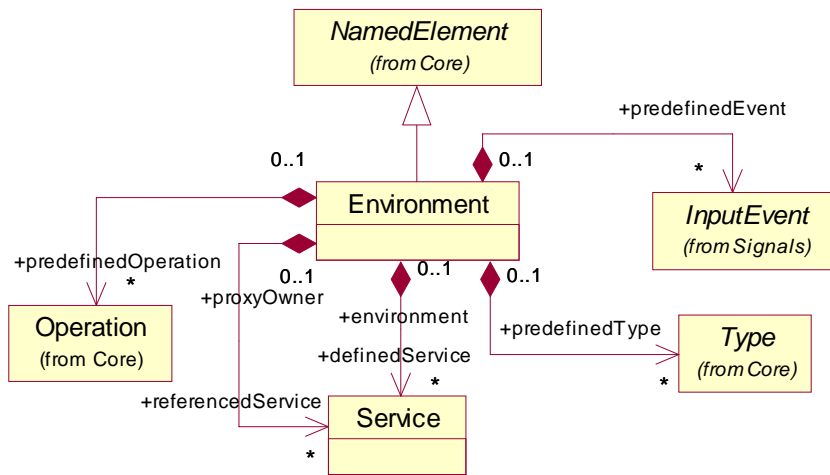 NamedElement
(from Core)
+predefinedEvent
0..1
0..1
*
Environment
InputEvent
(from Signals)
+predefinedOperation
*
0..1
+proxyOwner
0..1
0..1
+environment
+predefinedType
Operation
(from Core)
Type
(from Core)
+definedService
*
*
+referencedService
*
Service